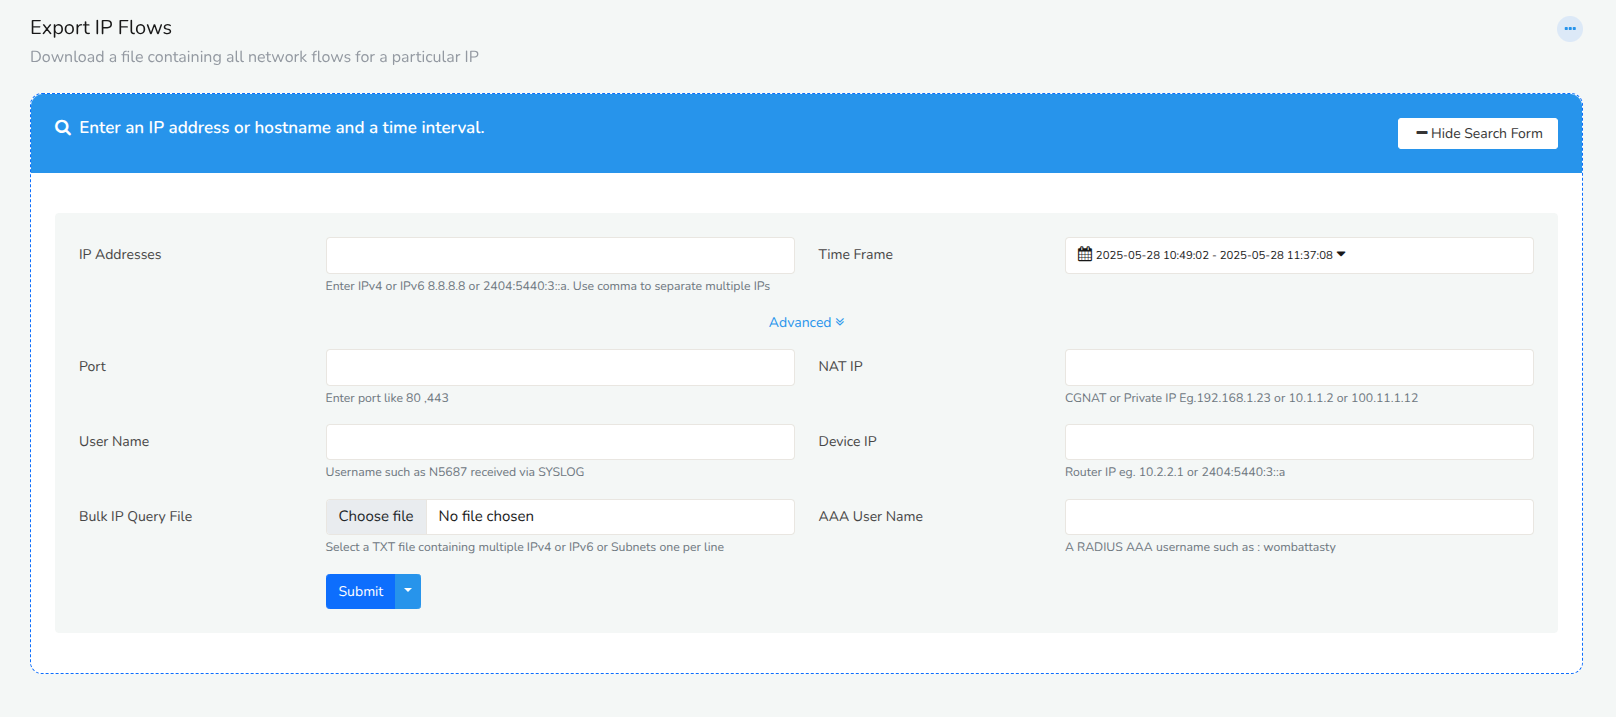 Export IP Flows
Download a file containing all network flows for a particular IP
Enter an IP address or hostname and a time interval.
Hide Search Form
IP Addresses
Enter IPv4 or IPv6 8.8.8.8 or 2404:5440:3::a. Use comma to separate multiple IPs
Time Frame
2025-05-28 10:49:02 - 2025-05-28 11:37:08
Advanced
Port
Enter port like 80 ,443
NAT IP
CGNAT or Private IP Eg.192.168.1.23 or 10.1.1.2 or 100.11.1.12
User Name
Username such as N5687 received via SYSLOG
Device IP
Router IP eg. 10.2.2.1 or 2404:5440:3::a
Bulk IP Query File
Choose file No file chosen
Select a TXT file containing multiple IPv4 or IPv6 or Subnets one per line
AAA User Name
A RADIUS AAA username such as : wombattasty
Submit